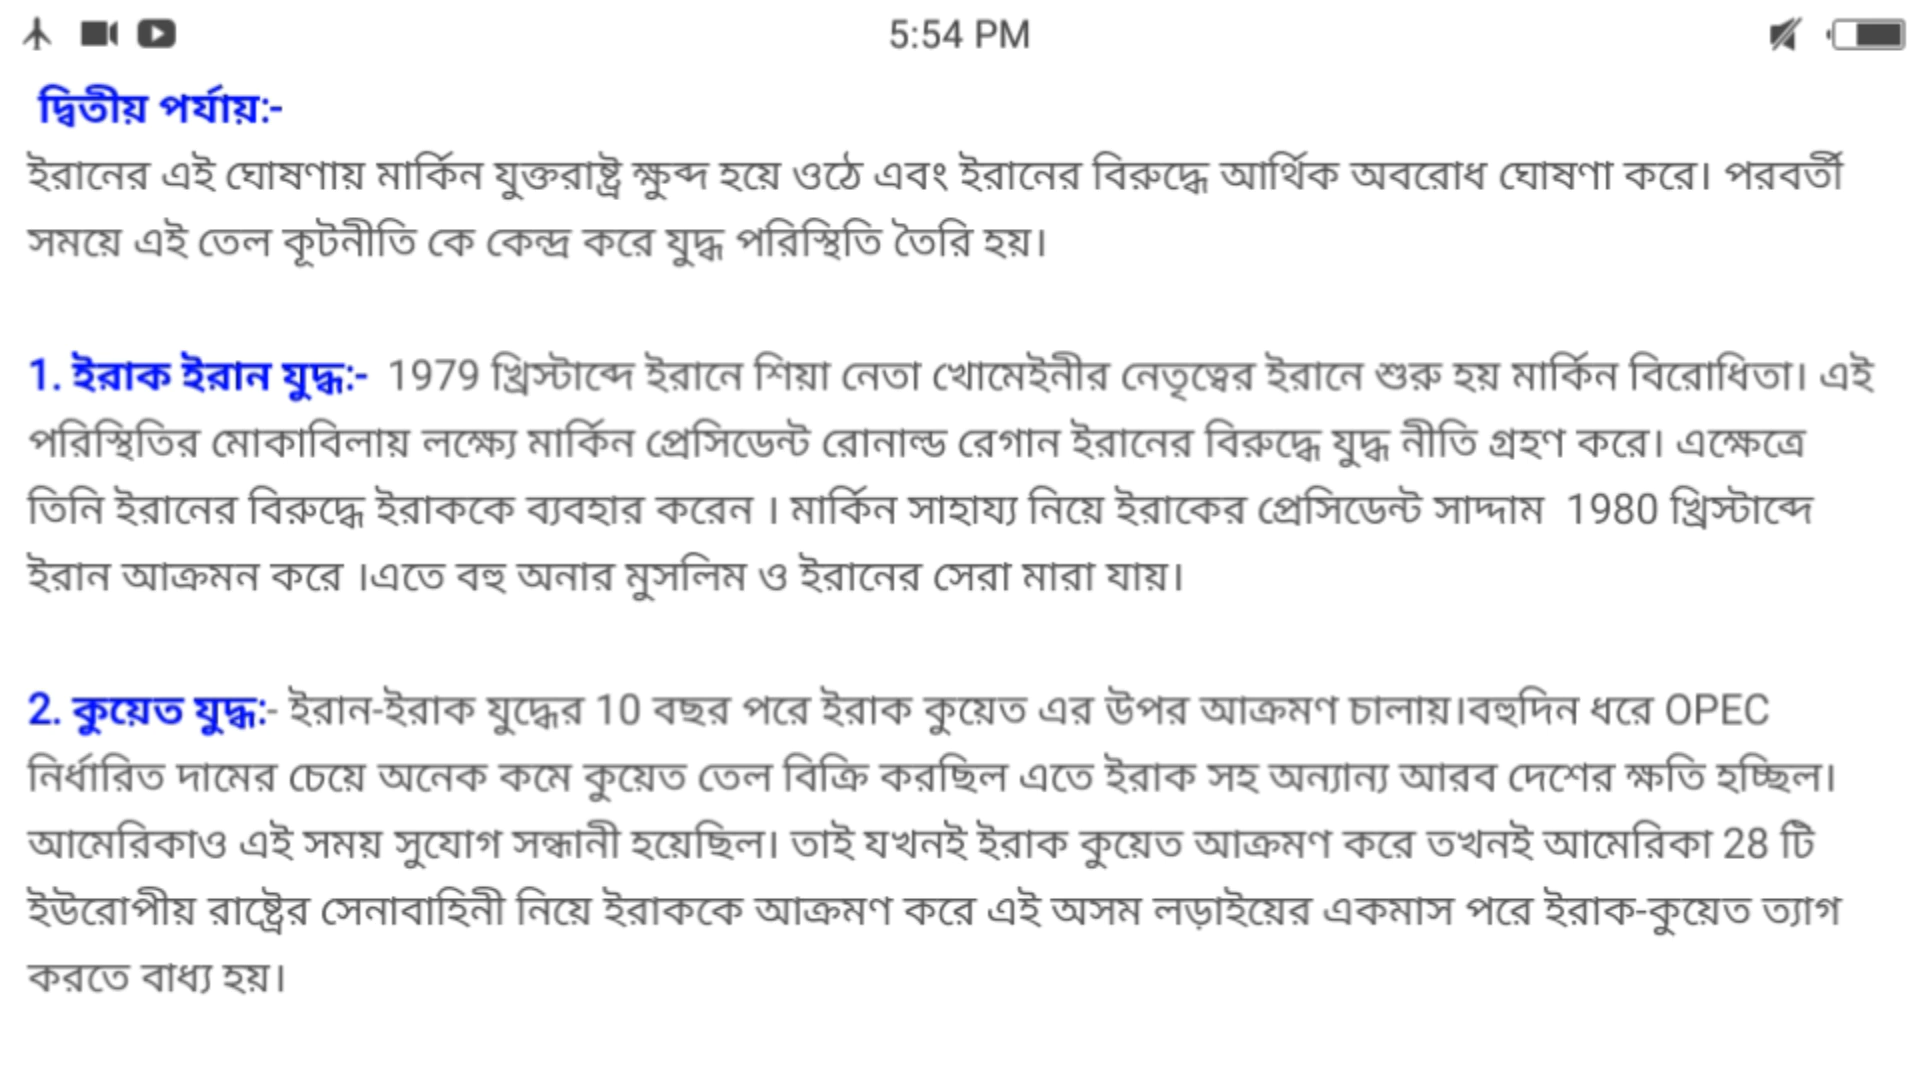 5:54 PM
দ্বিতীয় পর্যায়:-
ইরানের এই ঘোষণায় মার্কিন যুক্তরাষ্ট্র ক্ষুব্দ হয়ে ওঠে এবং ইরানের বিরুদ্ধে আর্থিক অবরোধ ঘোষণা করে। পরবর্তী
সময়ে এই তেল কূটনীতি কে কেন্দ্র করে যুদ্ধ পরিস্থিতি তৈরি হয়।
1. ইরাক ইরান যুদ্ধ:- 1979 খ্রিস্টাব্দে ইরানে শিয়া নেতা খোমেইনীর নেতৃত্বের ইরানে শুরু হয় মার্কিন বিরোধিতা। এই
পরিস্থিতির মোকাবিলায় লক্ষ্যে মার্কিন প্রেসিডেন্ট রোনাল্ড রেগান ইরানের বিরুদ্ধে যুদ্ধ নীতি গ্রহণ করে। এক্ষেত্রে
তিনি ইরানের বিরুদ্ধে ইরাককে ব্যবহার করেন । মার্কিন সাহায্য নিয়ে ইরাকের প্রেসিডেন্ট সাদ্দাম 1980 খ্রিস্টাব্দে
ইরান আক্রমন করে ।এতে বহু অনার মুসলিম ও ইরানের সেরা মারা যায়।
2. কুয়েত যুদ্ধ:- ইরান-ইরাক যুদ্ধের 10 বছর পরে ইরাক কুয়েত এর উপর আক্রমণ চালায়।বহুদিন ধরে OPEC
নির্ধারিত দামের চেয়ে অনেক কমে কুয়েত তেল বিক্রি করছিল এতে ইরাক সহ অন্যান্য আরব দেশের ক্ষতি হচ্ছিল।
আমেরিকাও এই সময় সুযোগ সন্ধানী হয়েছিল। তাই যখনই ইরাক কুয়েত আক্রমণ করে তখনই আমেরিকা 28 টি
ইউরোপীয় রাষ্ট্রের সেনাবাহিনী নিয়ে ইরাককে আক্রমণ করে এই অসম লড়াইয়ের একমাস পরে ইরাক-কুয়েত ত্যাগ
করতে বাধ্য হয়।